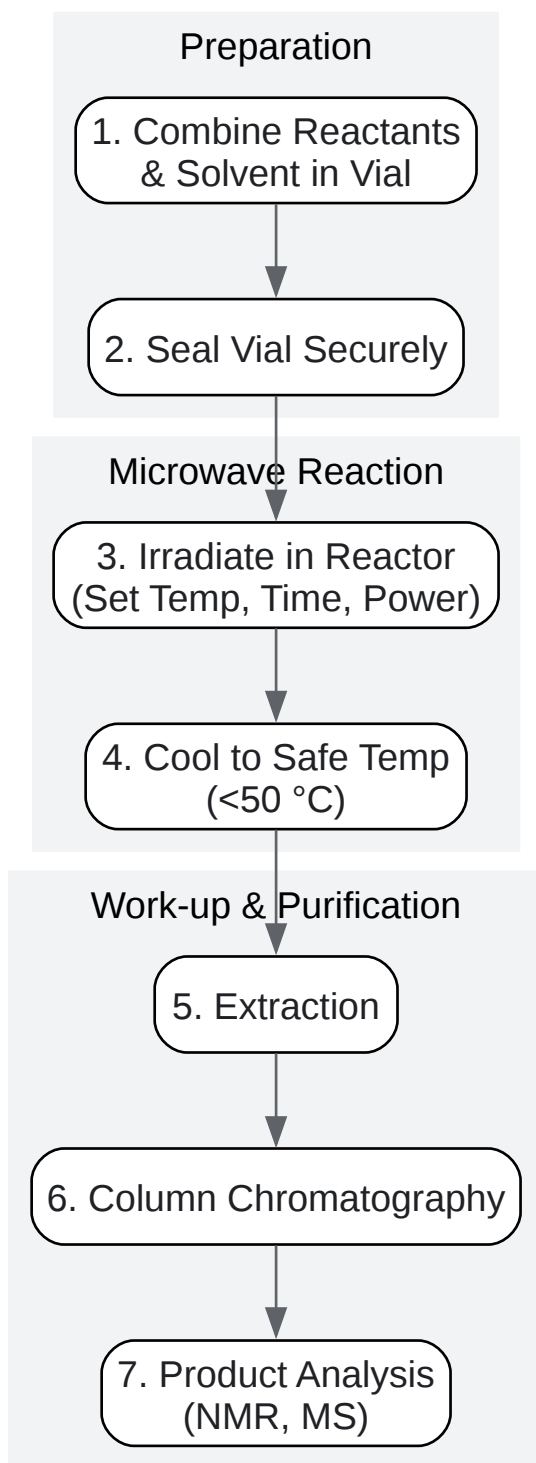 Preparation
1. Combine Reactants
& Solvent in Vial
2. Seal Vial Securely
Microwave Reaction
3. Irradiate in Reactor
(Set Temp, Time, Power)
4. Cool to Safe Temp
(<50 °C)
Work-up & Purification
5. Extraction
6. Column Chromatography
7. Product Analysis
(NMR, MS)